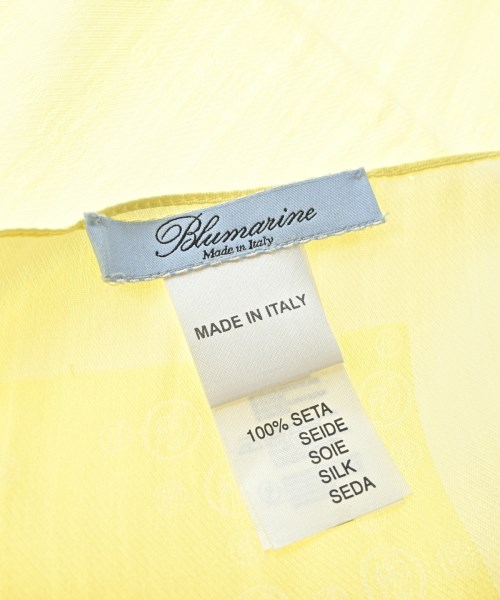 Blumarine
Made in Italy
MADE IN ITALY
100% SETA
SEIDE
SOIE
SILK
SEDA